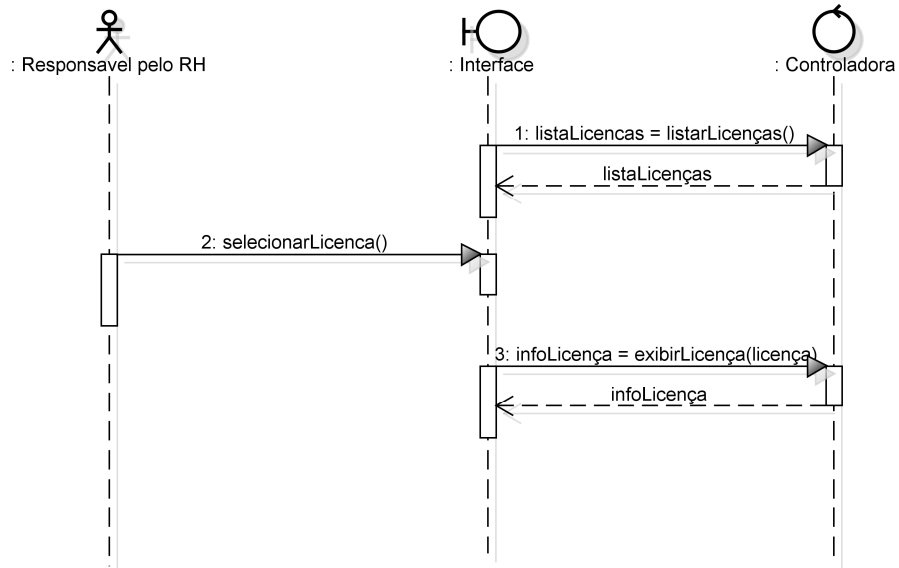 : Responsavel pelo RH
: Interface
: Controladora
1: listaLicencas = listarLicenças()
listaLicenças
2: selecionarLicenca()
3: infoLicença = exibirLicença(licença)
infoLicença